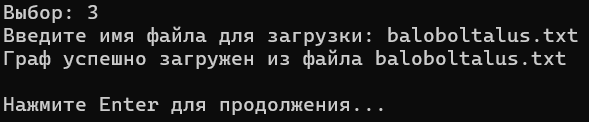 Выбор: 3
Введите имя файла для загрузки: baloboltalus.txt
Граф успешно загружен из файла baloboltalus.txt
Нажмите Enter для продолжения...